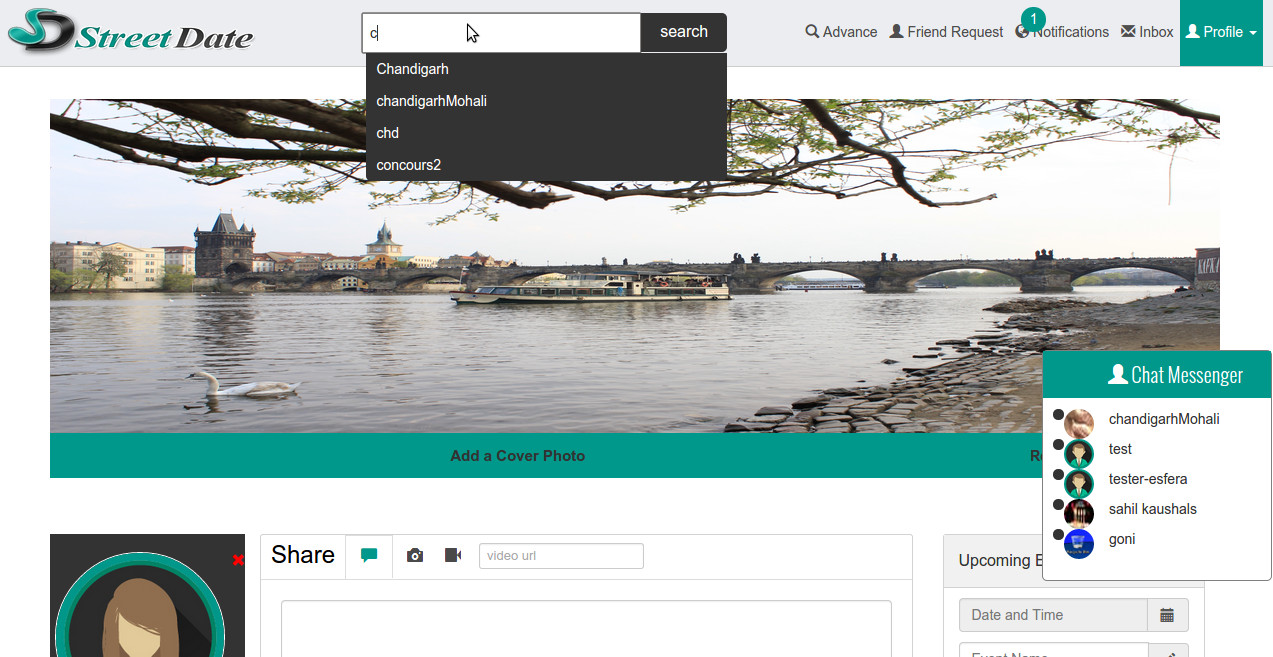 StreetDate
c
search
Advance
Friend Request
1
Notifications
Inbox
Profile
Chandigarh
chandigarhMohali
chd
concours2
KAFKA
Add a Cover Photo
Chat Messenger
chandigarhMohali
test
tester-esfera
sahil kaushals
goni
Share
video url
Upcoming
Date and Time
Event Name